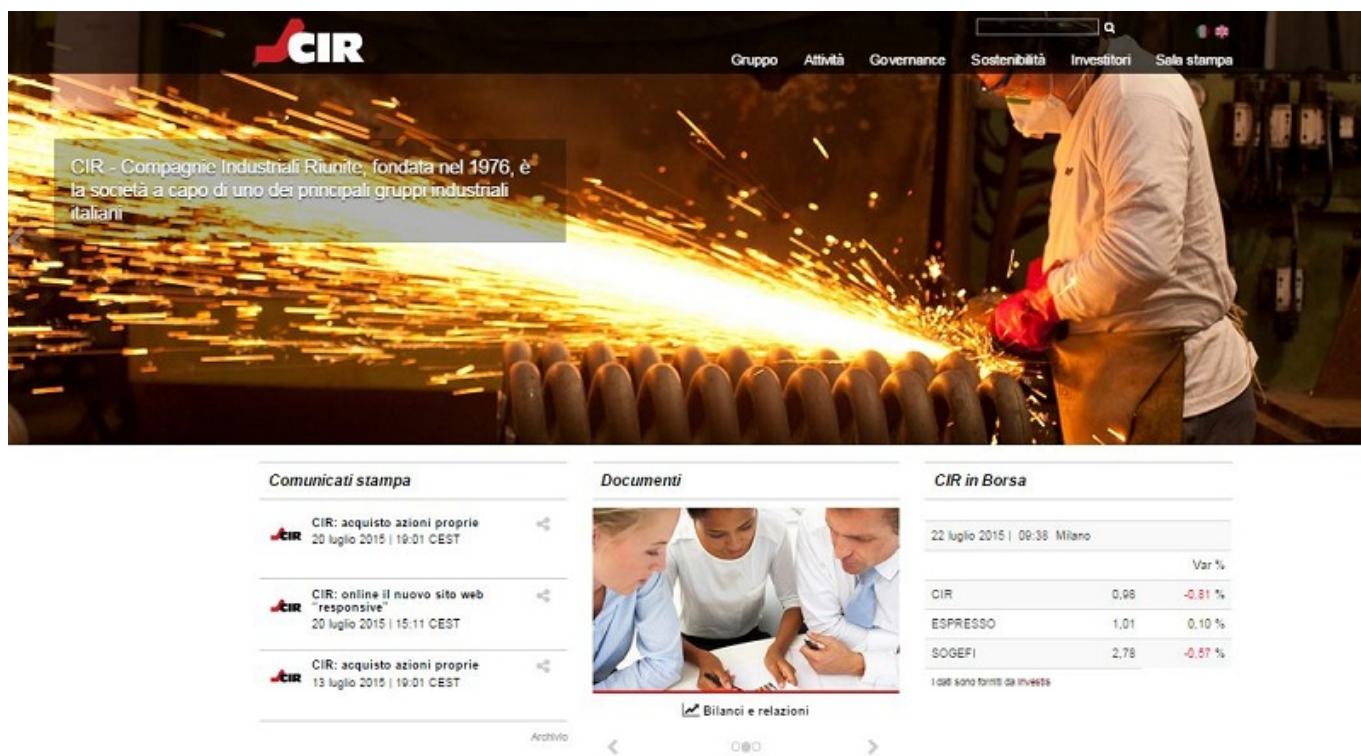 CIR
Gruppo Attività Governance Sostenibilità Investitori Sala stampa
CIR - Compagnie Industriali Riunite, fondata nel 1976, è
la società a capo di uno dei principali gruppi industriali
italiani
Comunicati stampa
CIR
CIR: acquisto azioni proprie
20 luglio 2015 | 19:01 CEST
CIR
CIR: online il nuovo sito web
"responsive"
20 luglio 2015 | 15:11 CEST
CIR
CIR: acquisto azioni proprie
13 luglio 2015 | 19:01 CEST
Archivio
Documenti
Bilanci e relazioni
CIR in Borsa
22 luglio 2015 | 09:38 Milano
Var %
CIR 0,98 -0,81 %
ESPRESSO 1,01 0,10 %
SOGEFI 2,78 -0,57 %
I dati sono forniti da Investis